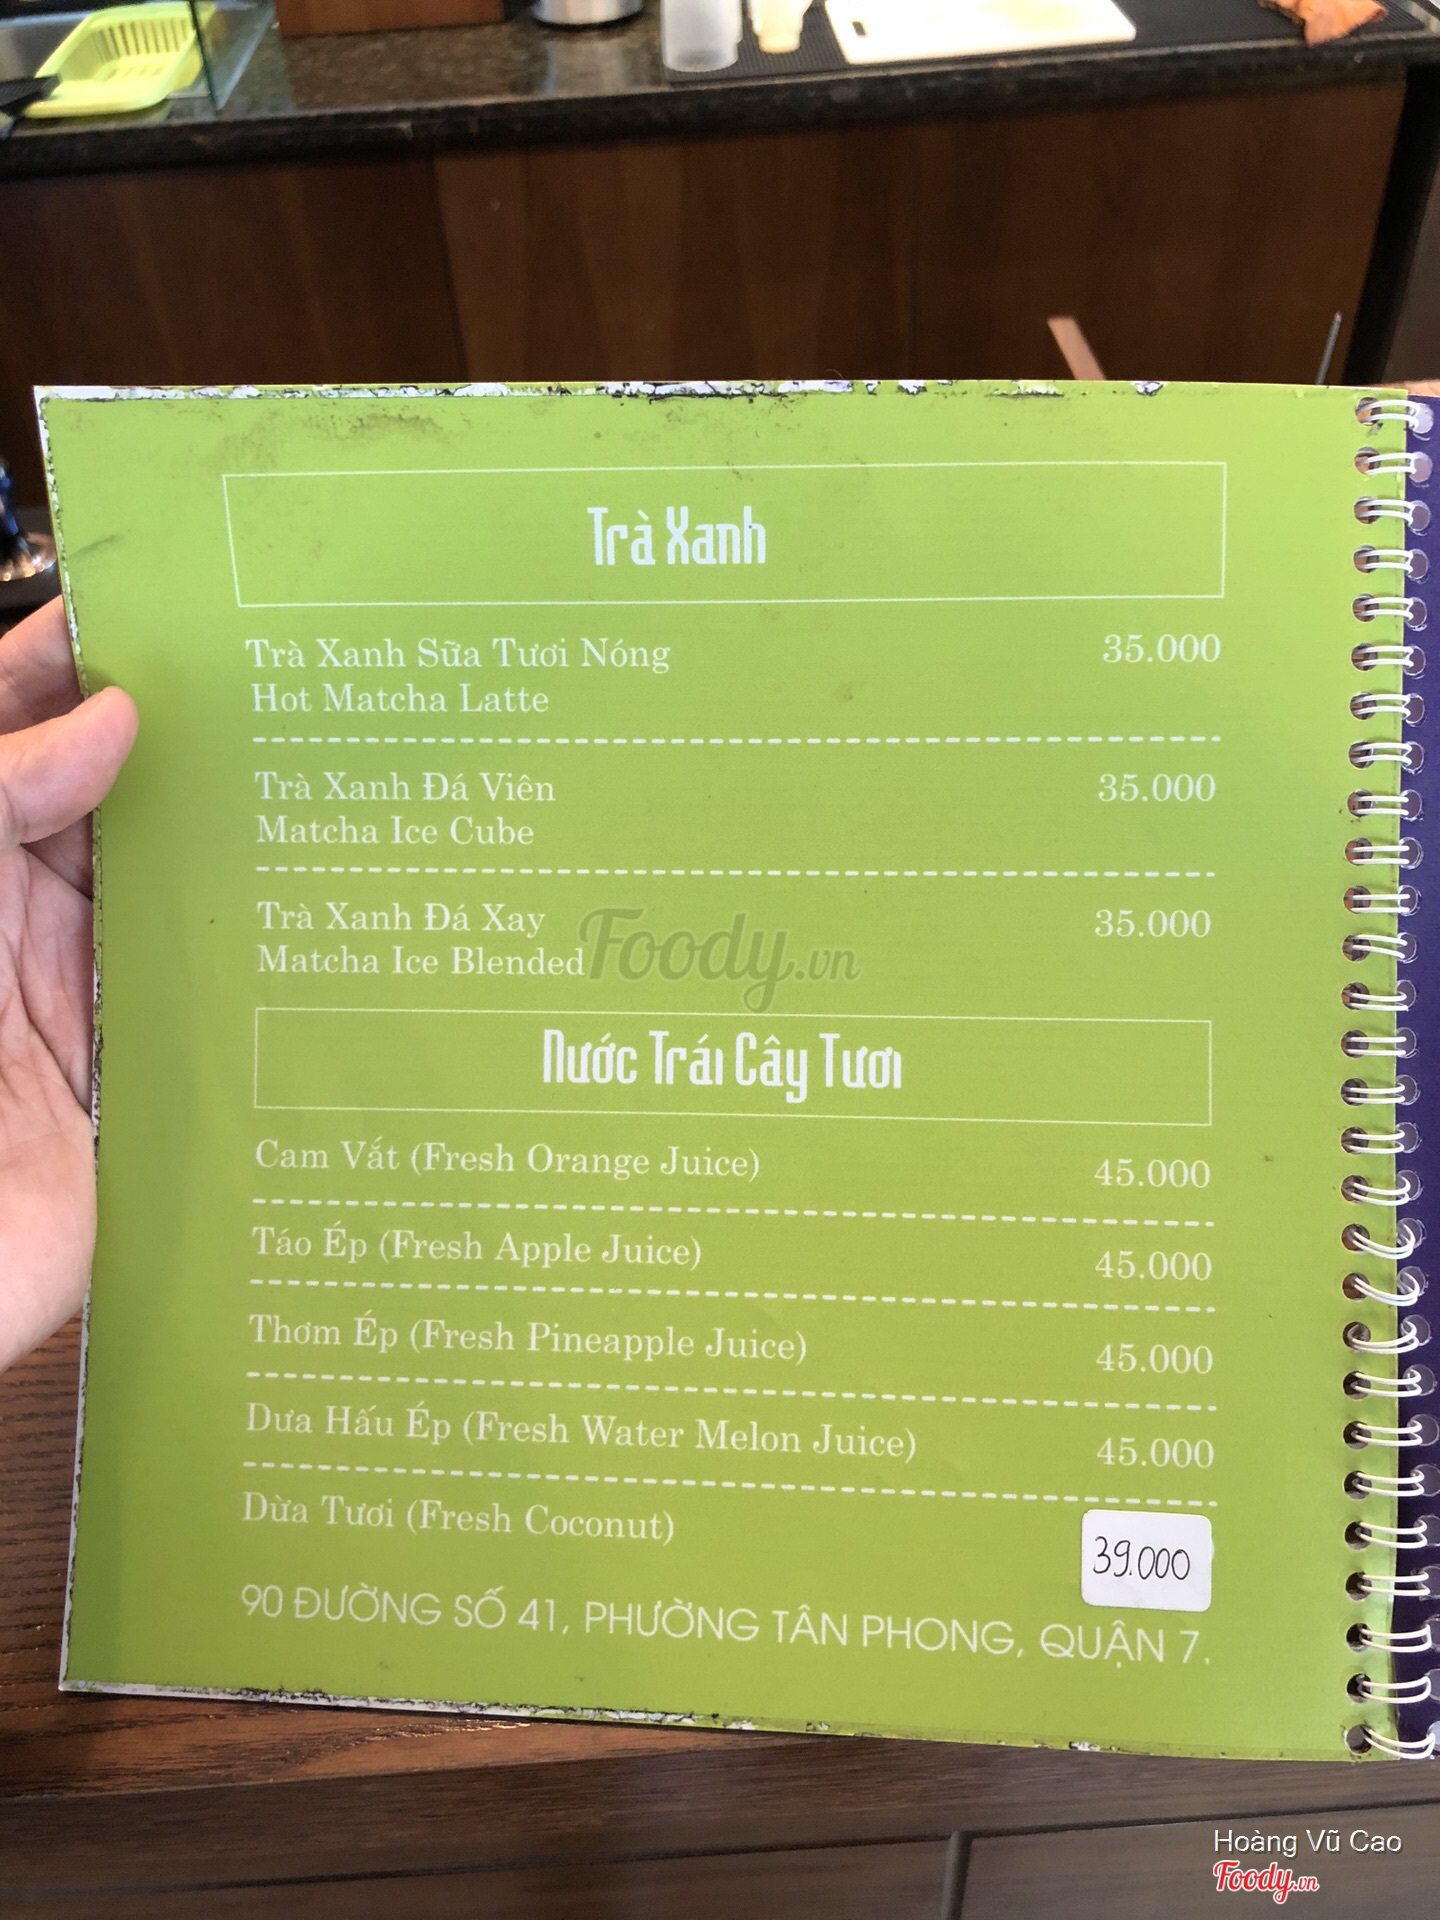 Trà Xanh
Trà Xanh Sữa Tươi Nóng 35.000
Hot Matcha Latte
Trà Xanh Đá Viên 35.000
Matcha Ice Cube
Trà Xanh Đá Xay 35.000
Matcha Ice Blended
Foody.vn
Nước Trái Cây Tươi
Cam Vắt (Fresh Orange Juice) 45.000
Táo Ép (Fresh Apple Juice) 45.000
Thơm Ép (Fresh Pineapple Juice) 45.000
Dưa Hấu Ép (Fresh Water Melon Juice) 45.000
Dừa Tươi (Fresh Coconut) 39.000
90 ĐƯỜNG SỐ 41, PHƯỜNG TÂN PHONG, QUẬN 7.
Hoàng Vũ Cao
Foody.vn